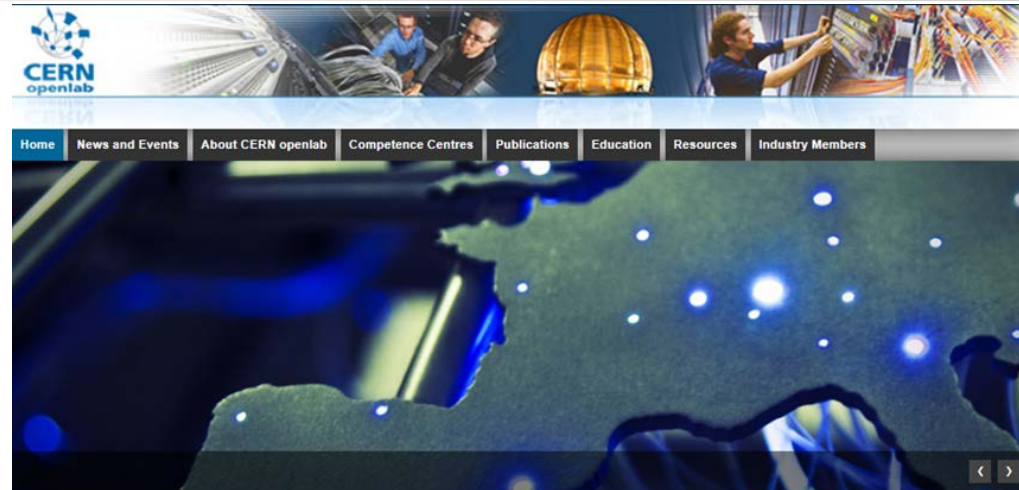 CERN
openlab
Home News and Events About CERN openlab Competence Centres Publications Education Resources Industry Members